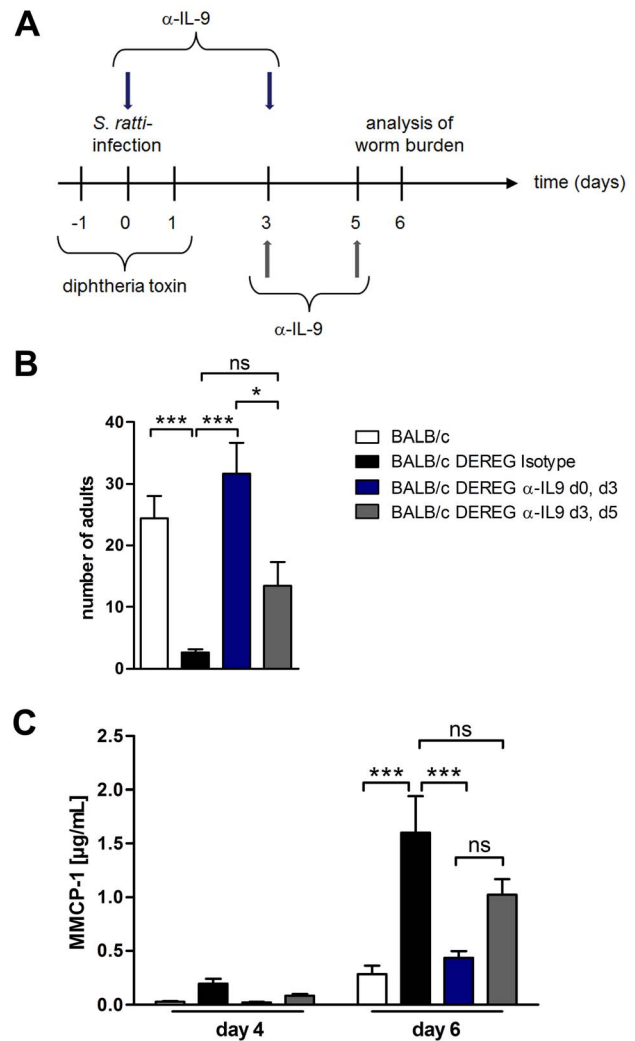 A
α-IL-9
S. ratti-
infection
analysis of
worm burden
time (days)
-1 0 1 3 5 6
diphtheria toxin
α-IL-9
B
ns
*
*** ***
number of adults
40
30
20
10
0
BALB/c
BALB/c DEREG Isotype
BALB/c DEREG α-IL9 d0, d3
BALB/c DEREG α-IL9 d3, d5
C
MMCP-1 [µg/mL]
2.5
2.0
1.5
1.0
0.5
0.0
ns
*** ***
ns
day 4 day 6